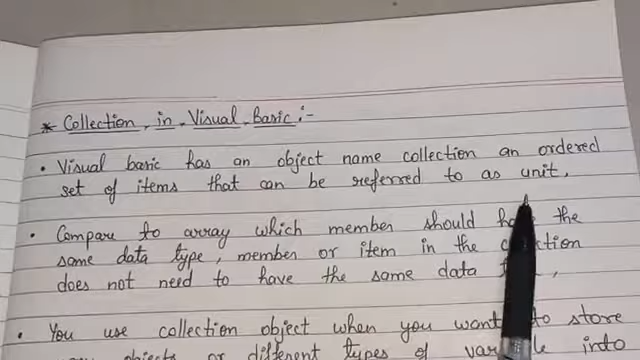 * Collection in Visual Basic :-
• Visual basic has an object name collection an ordered
set of items that can be referred to as unit.
• Compare to array which member should have the
same data type, member or item in the collection
does not need to have the same data
• You use collection object when you want to store
objects or different types of into